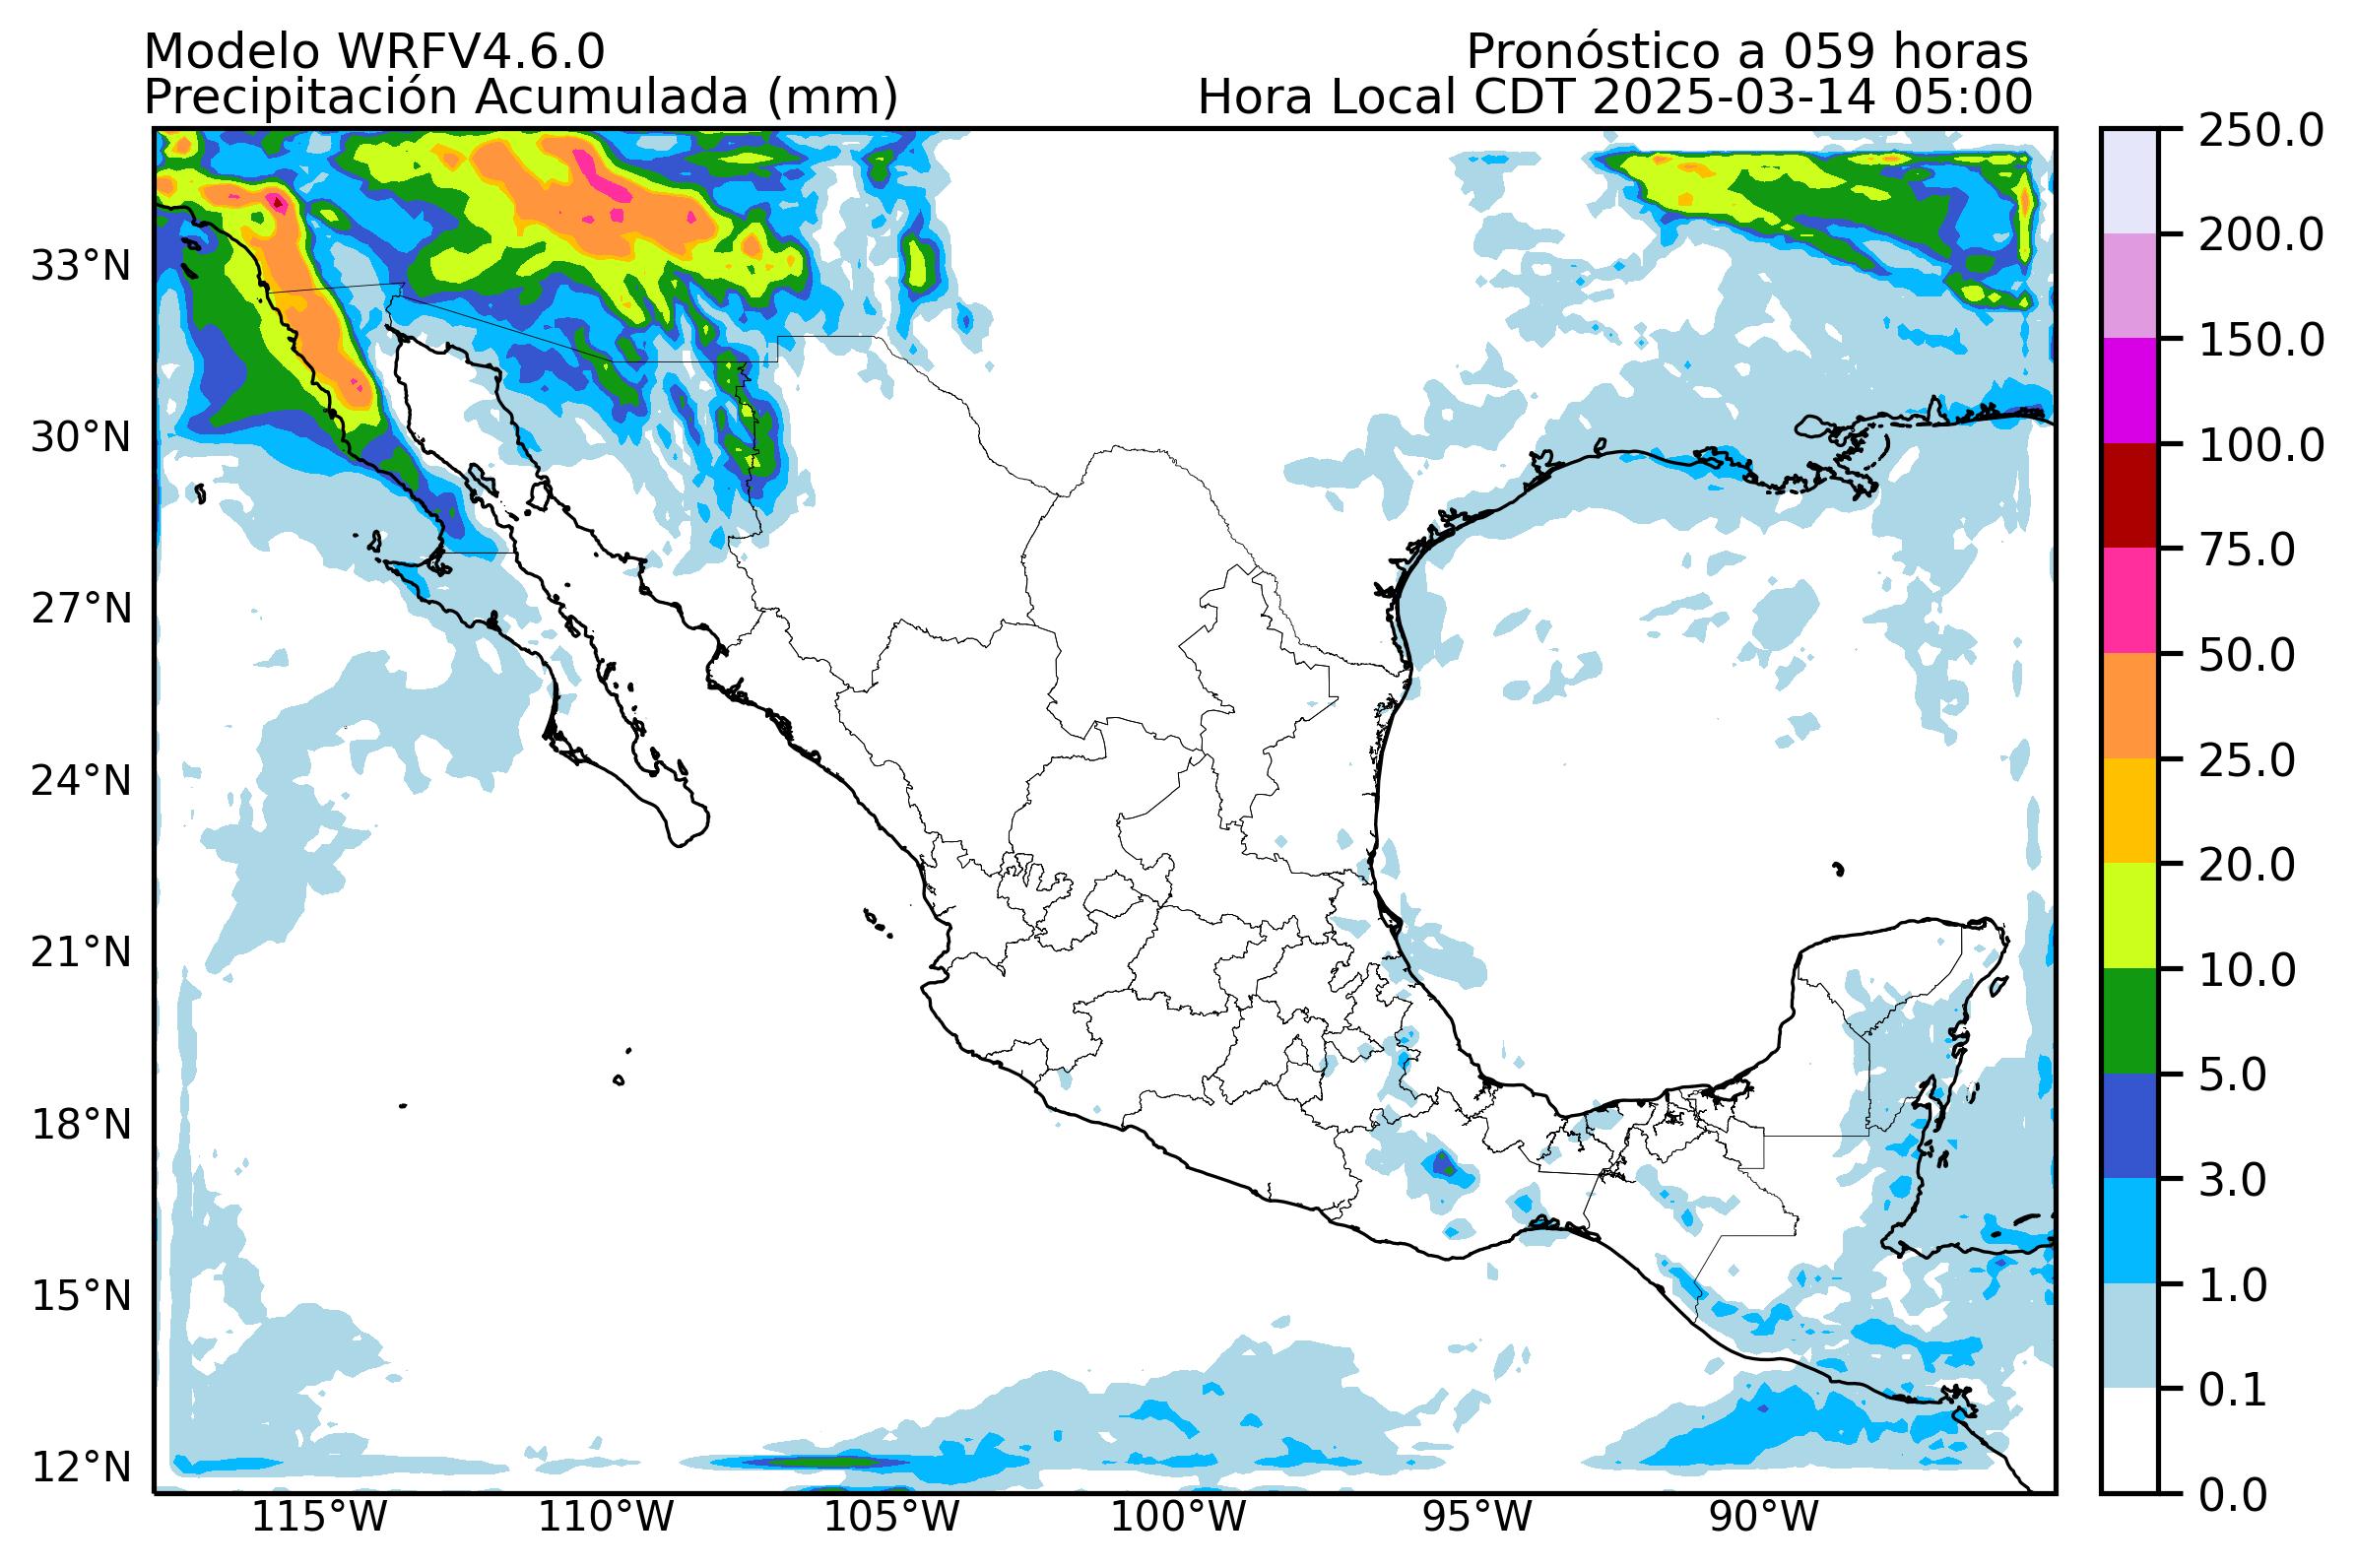 Modelo WRFV4.6.0
Pronóstico a 059 horas
Precipitación Acumulada (mm)
Hora Local CDT 2025-03-14 05:00
33°N
30°N
27°N
24°N
21°N
18°N
15°N
12°N
115°W
110°W
105°W
100°W
95°W
90°W
250.0
200.0
150.0
100.0
75.0
50.0
25.0
20.0
10.0
5.0
3.0
1.0
0.1
0.0